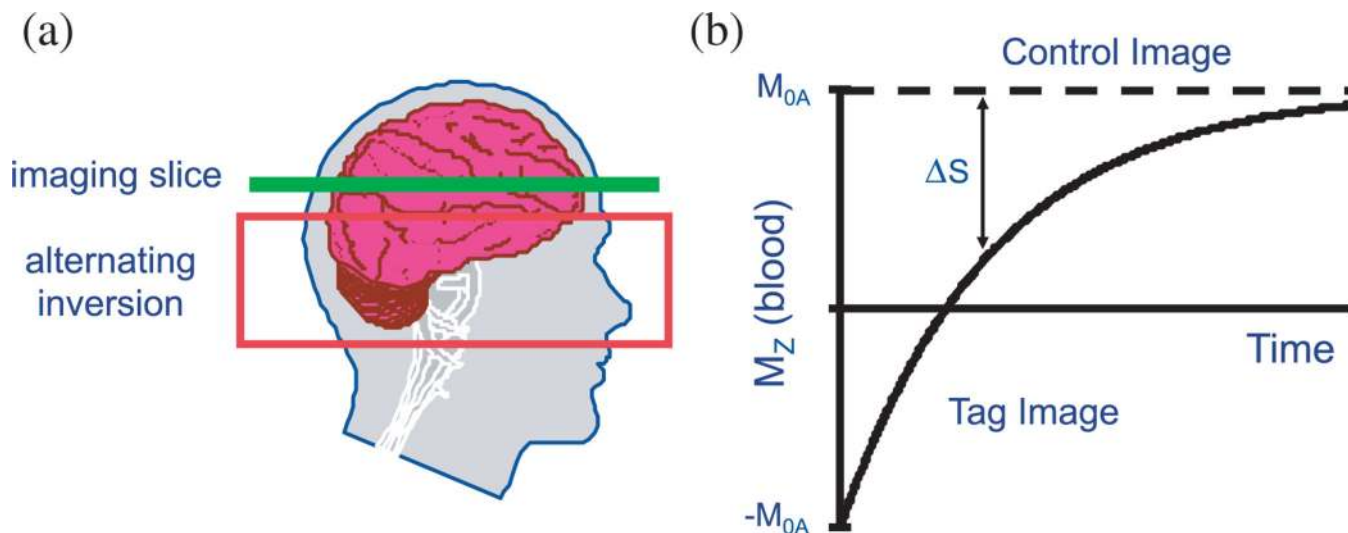 (a)
imaging slice
alternating
inversion
(b)
Control Image
M0A
ΔS
MZ (blood)
Time
Tag Image
-M0A